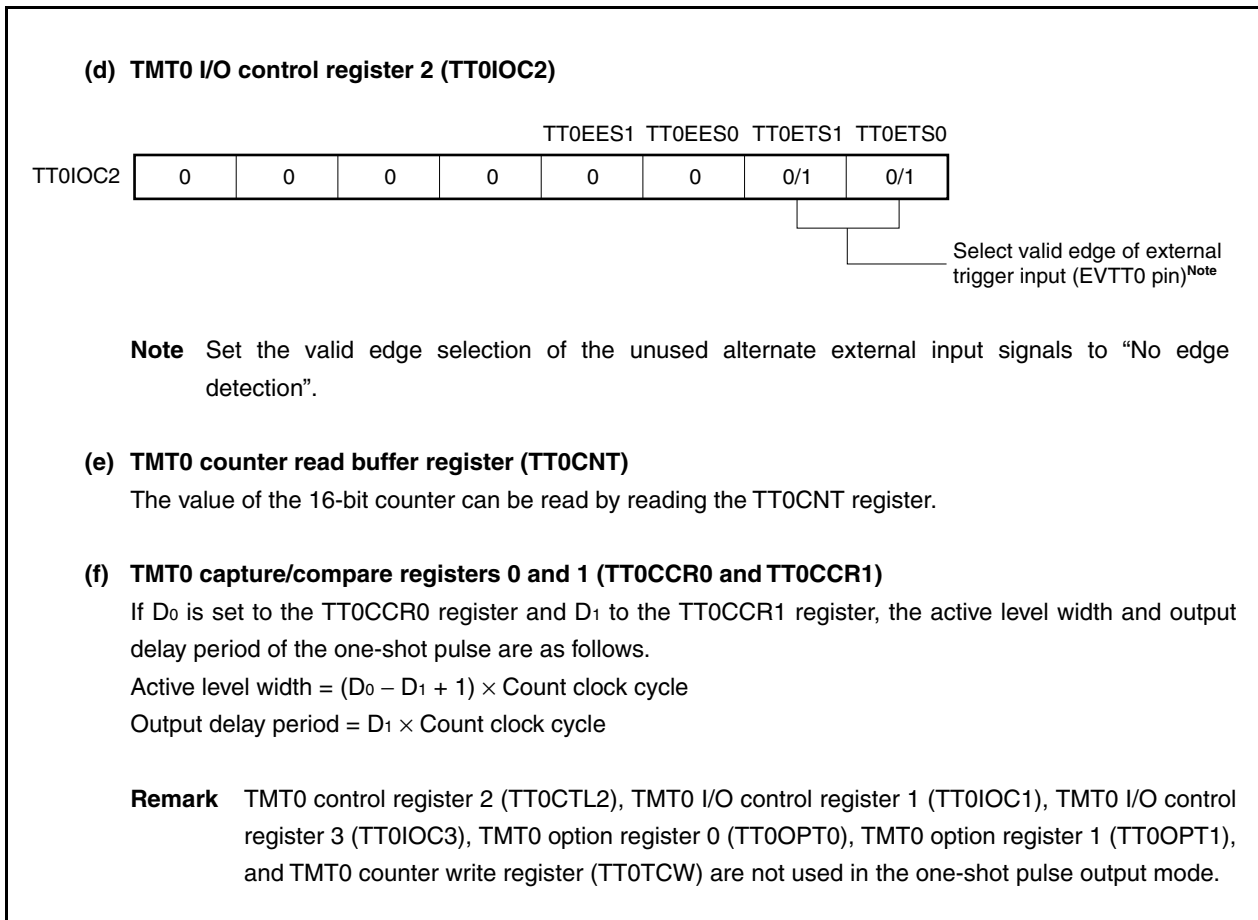 (d) TMT0 I/O control register 2 (TT0IOC2)
TT0EES1 TT0EES0 TT0ETS1 TT0ETS0
TT0IOC2 0 0 0 0 0 0 0/1 0/1
Select valid edge of external
trigger input (EVTT0 pin)Note
Note Set the valid edge selection of the unused alternate external input signals to “No edge
detection”.
(e) TMT0 counter read buffer register (TT0CNT)
The value of the 16-bit counter can be read by reading the TT0CNT register.
(f) TMT0 capture/compare registers 0 and 1 (TT0CCR0 and TT0CCR1)
If D0 is set to the TT0CCR0 register and D1 to the TT0CCR1 register, the active level width and output
delay period of the one-shot pulse are as follows.
Active level width = (D0 − D1 + 1) × Count clock cycle
Output delay period = D1 × Count clock cycle
Remark TMT0 control register 2 (TT0CTL2), TMT0 I/O control register 1 (TT0IOC1), TMT0 I/O control
register 3 (TT0IOC3), TMT0 option register 0 (TT0OPT0), TMT0 option register 1 (TT0OPT1),
and TMT0 counter write register (TT0TCW) are not used in the one-shot pulse output mode.